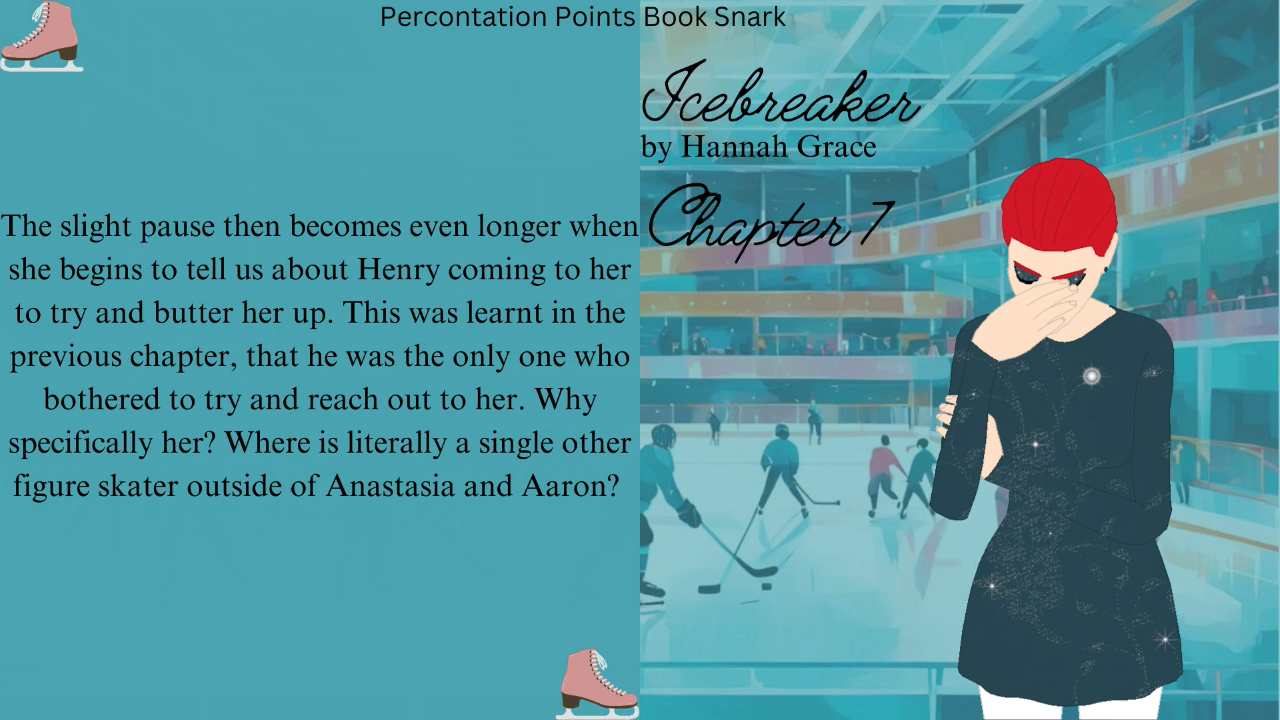 Percontation Points Book Snark
Icebreaker
by Hannah Grace
Chapter 7
The slight pause then becomes even longer when
she begins to tell us about Henry coming to her
to try and butter her up. This was learnt in the
previous chapter, that he was the only one who
bothered to try and reach out to her. Why
specifically her? Where is literally a single other
figure skater outside of Anastasia and Aaron?